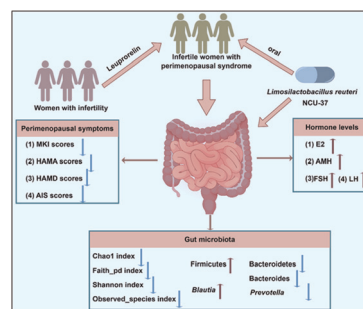 Infertile women with
perimenopausal syndrome
Leuprorelin
oral
Women with infertility
Limosilactobacillus reuteri
NCU-37
Perimenopausal symptoms
(1) MKI scores
(2) HAMA scores
(3) HAMD scores
(4) AIS scores
Hormone levels
(1) E2
(2) AMH
(3)FSH (4) LH
Gut microbiota
Chao1 index
Faith_pd index
Shannon index
Observed_species index
Firmicutes
Blautia
Bacteroidetes
Bacteroides
Prevotella